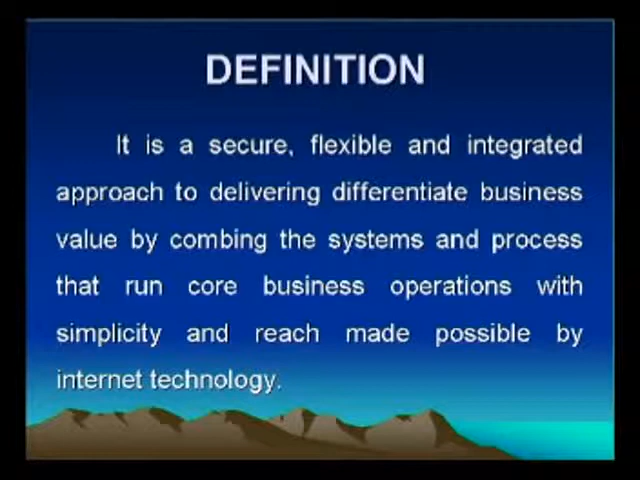 DEFINITION
It is a secure, flexible and integrated
approach to delivering differentiate business
value by combing the systems and process
that run core business operations with
simplicity and reach made possible by
internet technology.